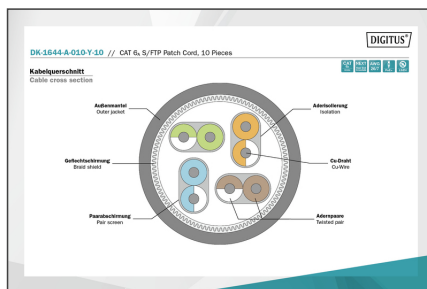 DIGITUS®
DK-1644-A-010-Y-10 // CAT 6A S/FTP Patch Cord, 10 Pieces
Kabelquerschnitt
Cable cross section
Außenmantel
Outer jacket
Aderisolierung
Isolation
Geflechtschirmung
Braid shield
Cu-Draht
Cu-Wire
Paarabschirmung
Pair screen
Adernpaare
Twisted pair